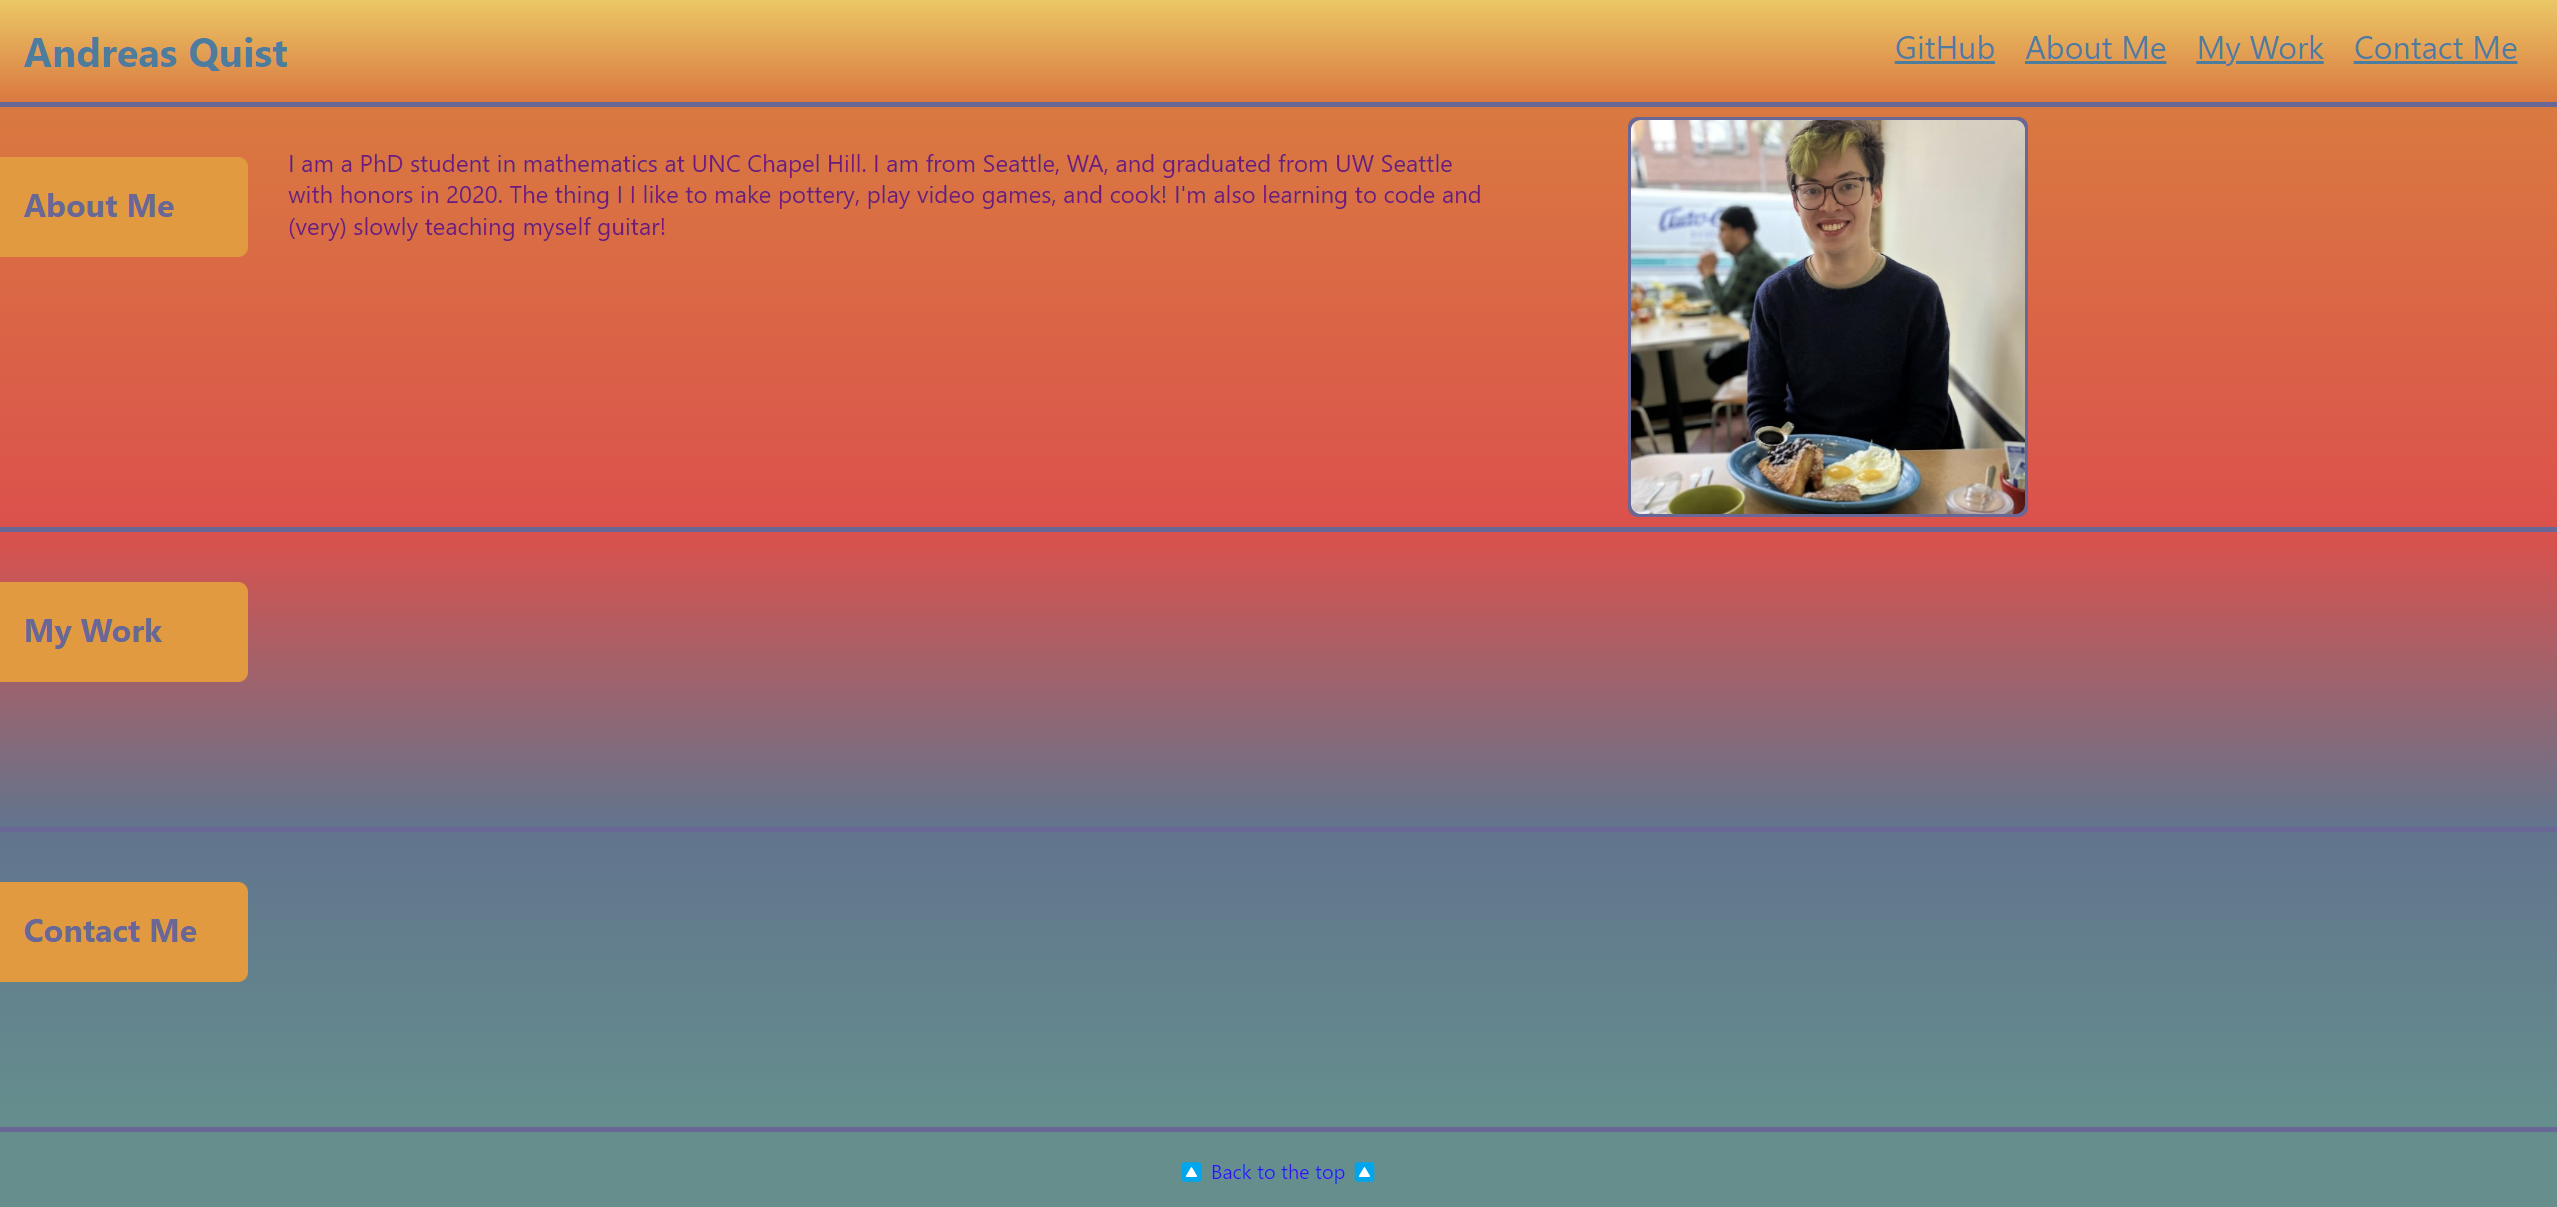 Andreas Quist
GitHub About Me My Work Contact Me
About Me
I am a PhD student in mathematics at UNC Chapel Hill. I am from Seattle, WA, and graduated from UW Seattle
with honors in 2020. The thing I I like to make pottery, play video games, and cook! I'm also learning to code and
(very) slowly teaching myself guitar!
My Work
Contact Me
Back to the top